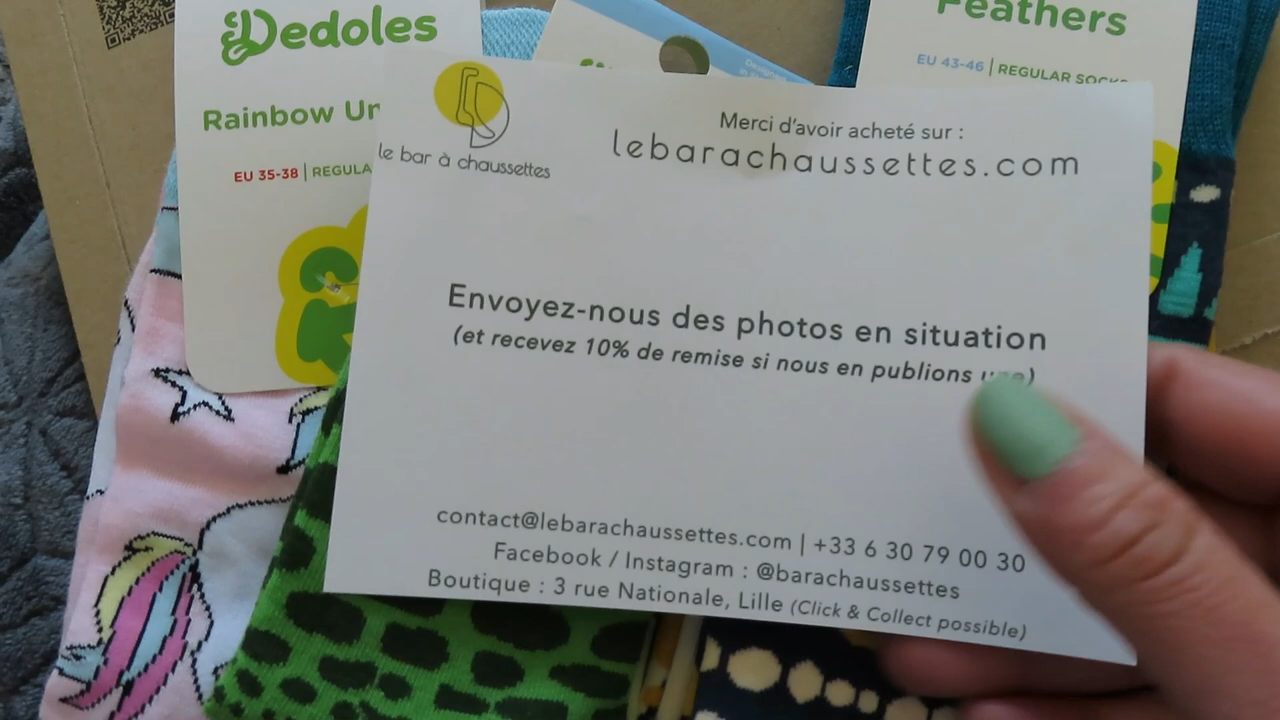 Dedoles
Rainbow
EU 35-38 |
Feathers
EU 43-46 | REGULAR SOCKS
le bar à chaussettes
Merci d'avoir acheté sur :
lebarachaussettes.com
Envoyez-nous des photos en situation
(et recevez 10% de remise si nous en publions une)
contact@lebarachaussettes.com | +33 6 30 79 00 30
Facebook / Instagram : @barachaussettes
Boutique : 3 rue Nationale, Lille (Click & Collect possible)